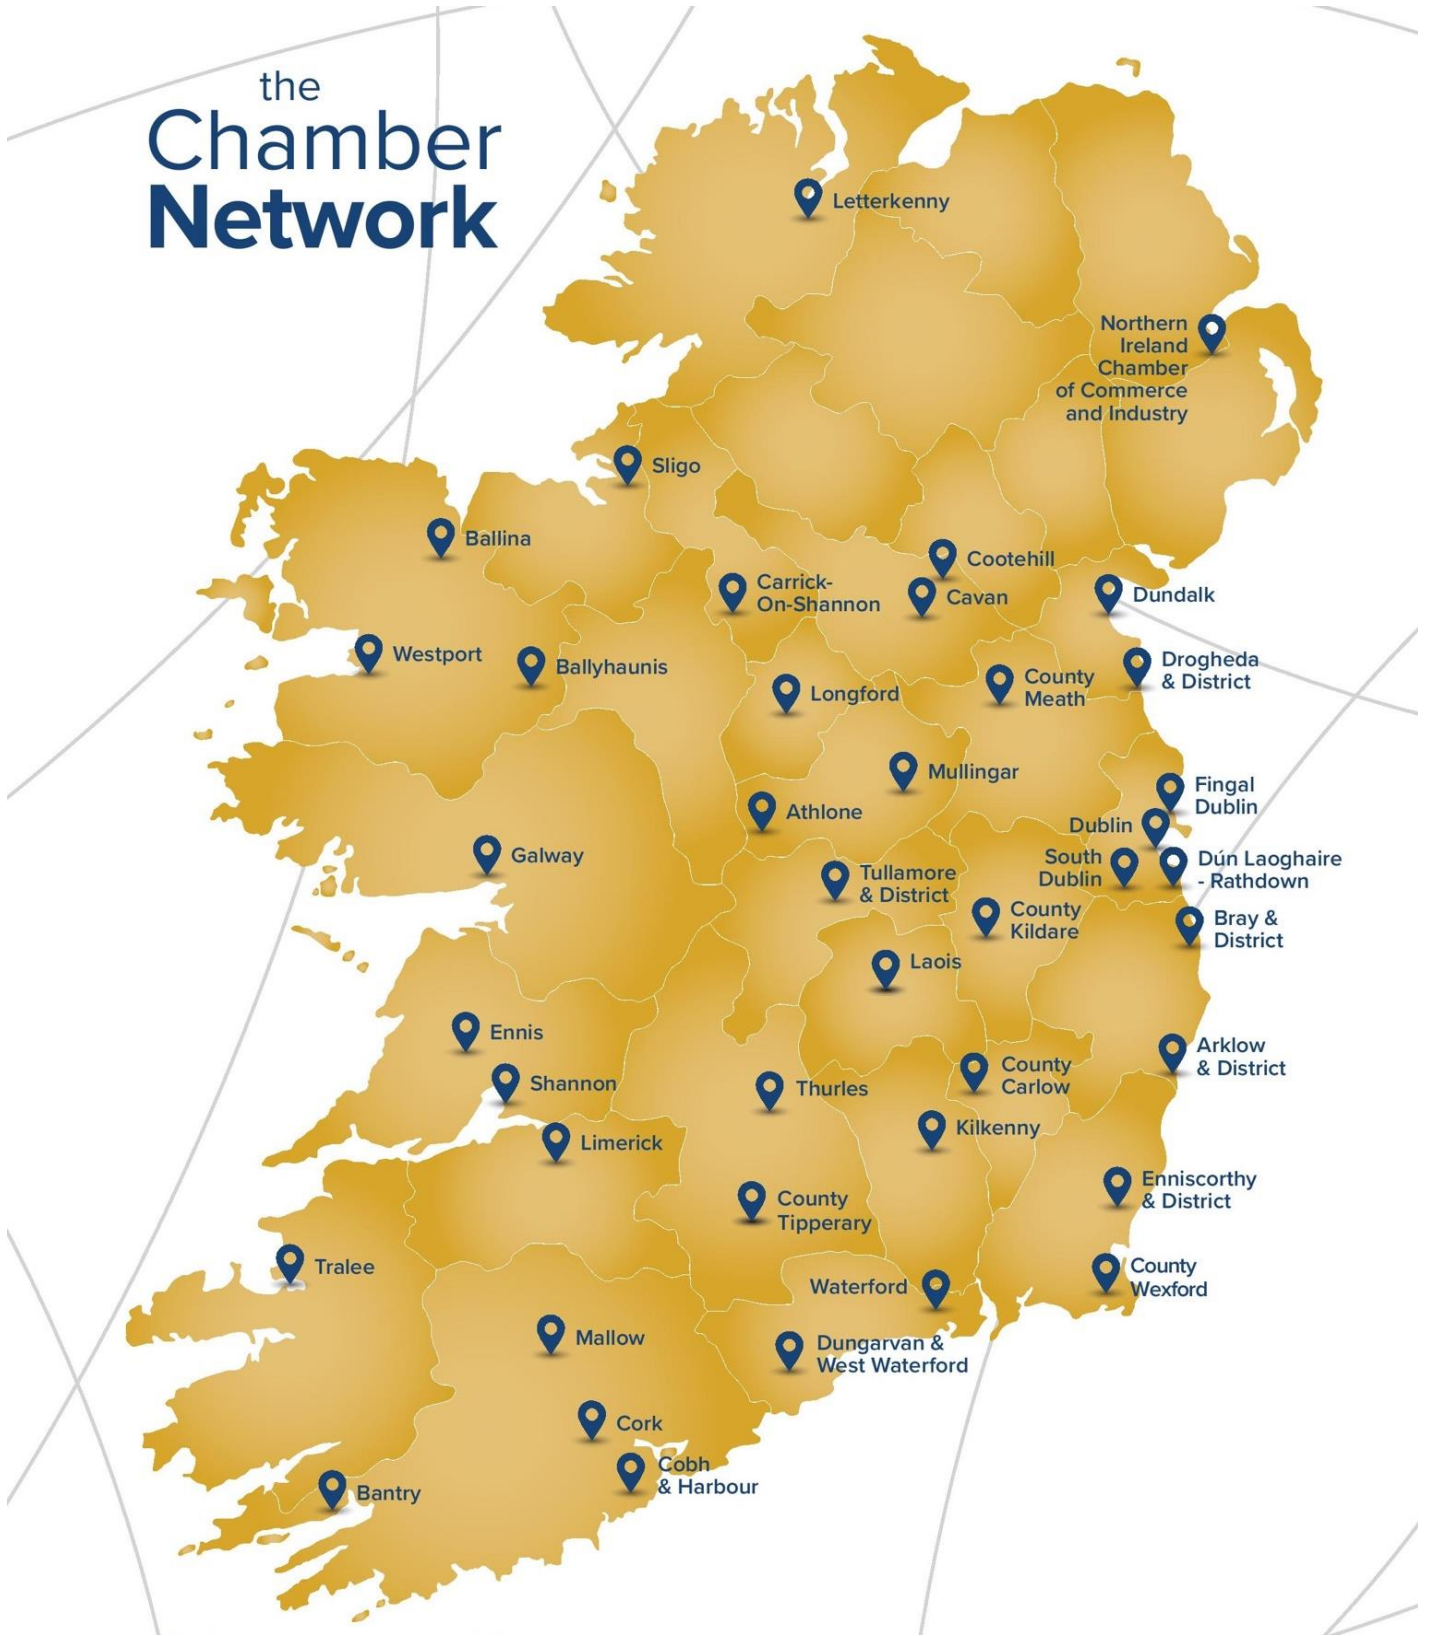 the
Chamber
Network
Letterkenny
Northern
Ireland
Chamber
of Commerce
and Industry
Sligo
Ballina
Cootehill
Carrick-
On-Shannon
Cavan
Dundalk
Westport
Ballyhaunis
Drogheda
& District
County
Meath
Longford
Mullingar
Fingal
Dublin
Athlone
Dublin
Galway
South
Dublin
Dún Laoghaire
- Rathdown
Tullamore
& District
County
Kildare
Bray &
District
Laois
Ennis
Arklow
& District
Shannon
Thurles
County
Carlow
Kilkenny
Limerick
Enniscorthy
& District
County
Tipperary
Tralee
County
Wexford
Waterford
Mallow
Dungarvan &
West Waterford
Cork
Cobh
& Harbour
Bantry